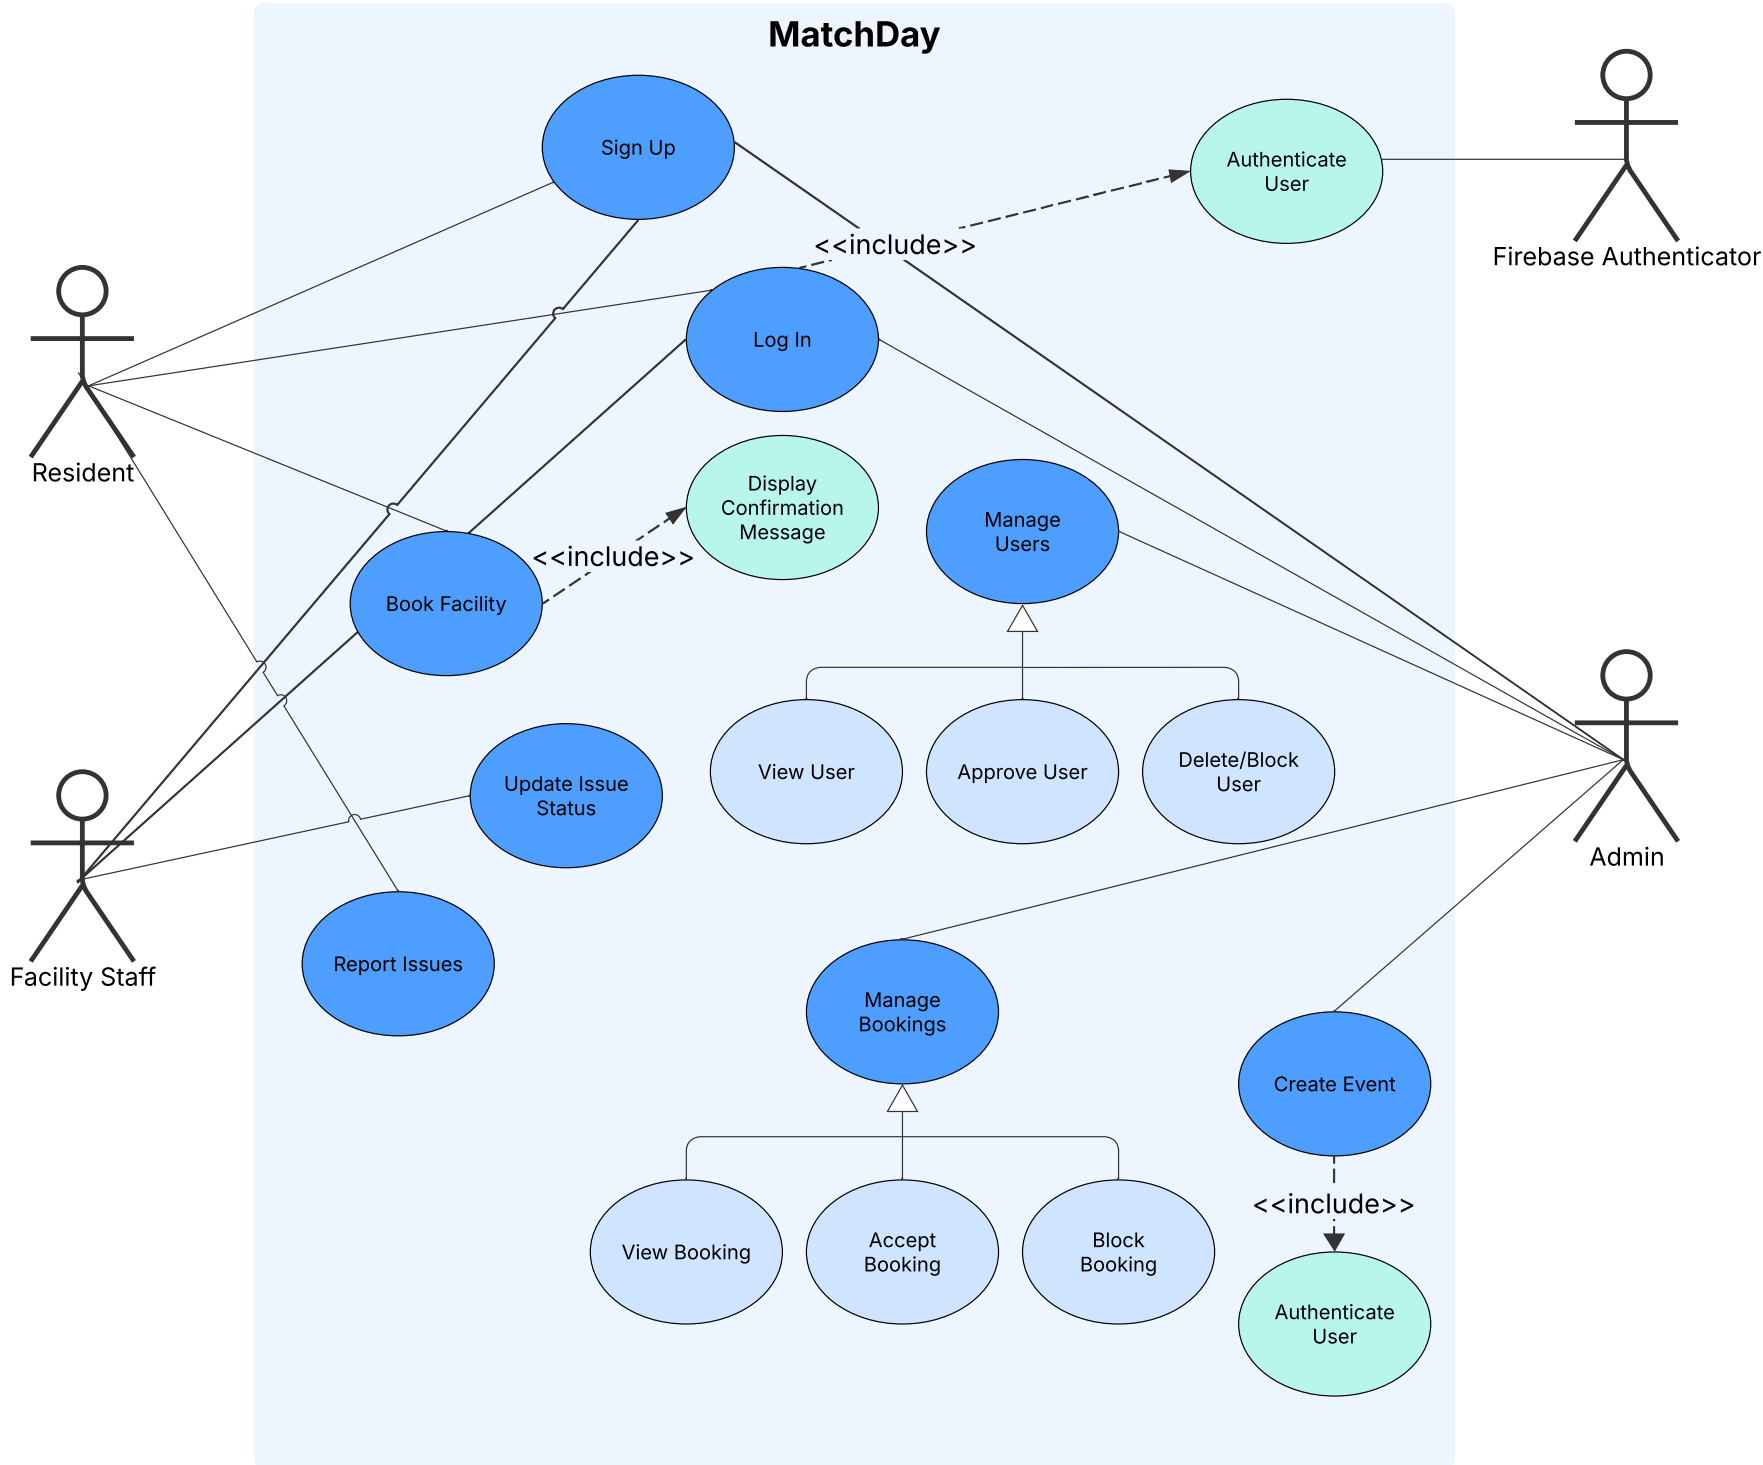 MatchDay
Sign Up
Authenticate
User
<<include>>
Firebase Authenticator
Log In
Resident
Display
Confirmation
Message
Manage
Users
<<include>>
Book Facility
View User
Approve User
Delete/Block
User
Update Issue
Status
Admin
Facility Staff
Report Issues
Manage
Bookings
Create Event
<<include>>
View Booking
Accept
Booking
Block
Booking
Authenticate
User